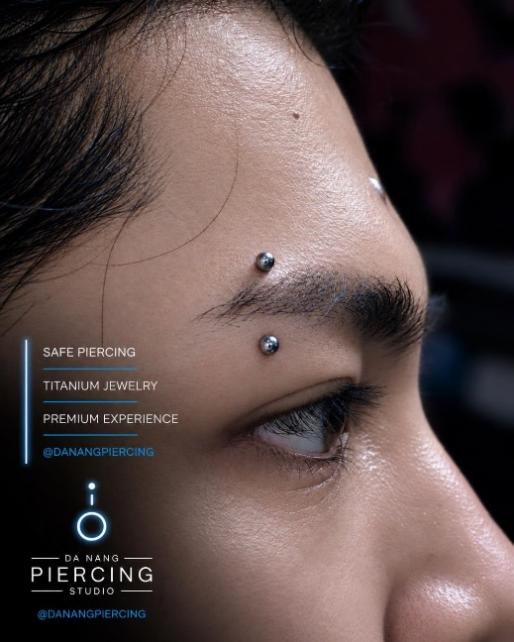 SAFE PIERCING
TITANIUM JEWELRY
PREMIUM EXPERIENCE
@DANANGPIERCING
DA NANG
PIERCING
STUDIO
@DANANGPIERCING